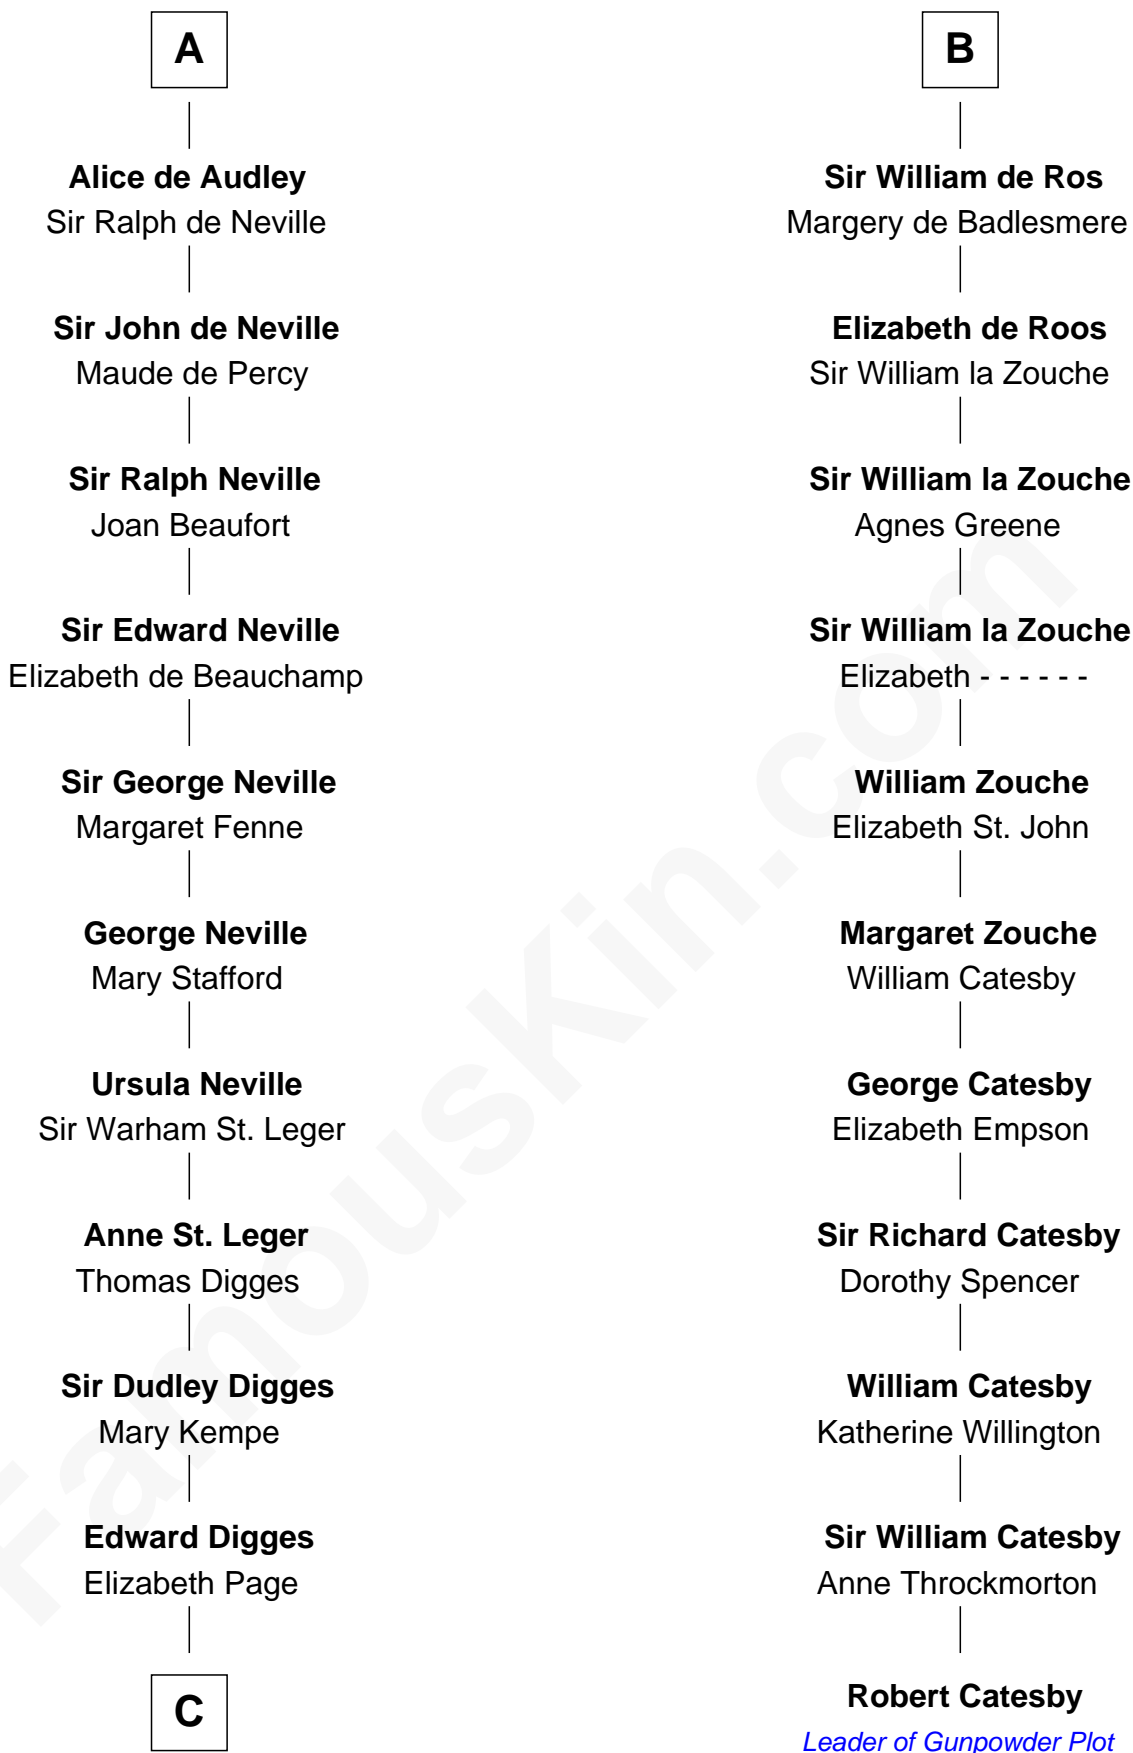 A
Alice de Audley
Sir Ralph de Neville
Sir John de Neville
Maude de Percy
Sir Ralph Neville
Joan Beaufort
Sir Edward Neville
Elizabeth de Beauchamp
Sir George Neville
Margaret Fenne
George Neville
Mary Stafford
Ursula Neville
Sir Warham St. Leger
Anne St. Leger
Thomas Digges
Sir Dudley Digges
Mary Kempe
Edward Digges
Elizabeth Page
C
B
Sir William de Ros
Margery de Badlesmere
Elizabeth de Roos
Sir William la Zouche
Sir William la Zouche
Agnes Greene
Sir William la Zouche
Elizabeth - - - - - -
William Zouche
Elizabeth St. John
Margaret Zouche
William Catesby
George Catesby
Elizabeth Empson
Sir Richard Catesby
Dorothy Spencer
William Catesby
Katherine Willington
Sir William Catesby
Anne Throckmorton
Robert Catesby
Leader of Gunpowder Plot
FamousKin.com